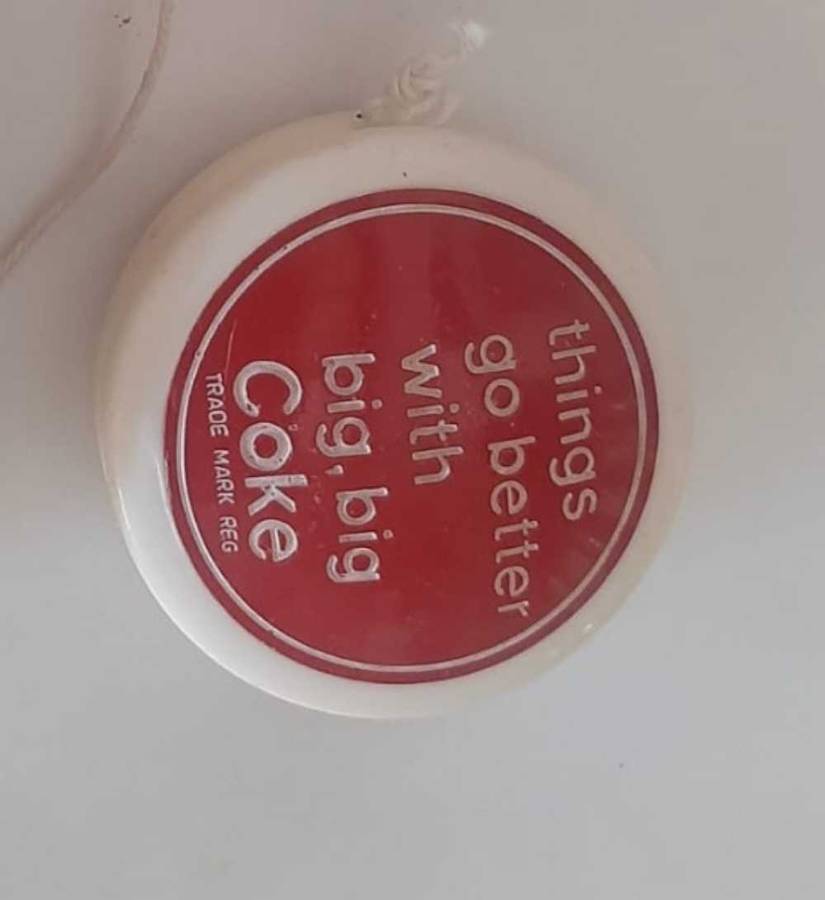 things
go better
with
big, big
Coke
TRADE MARK REG